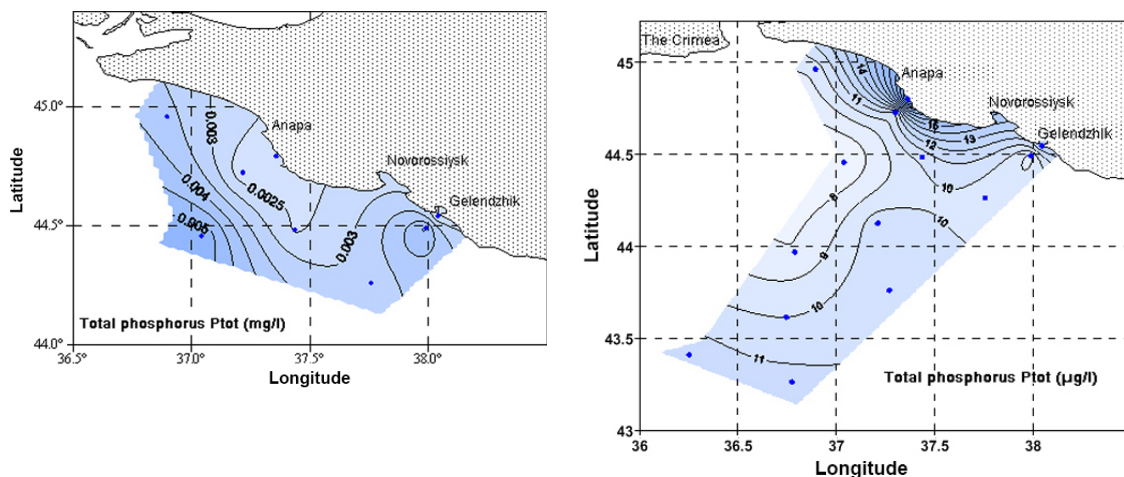 Latitude
45.0°
44.5°
44.0°
36.5°
37.0°
37.5°
38.0°
Longitude
Anapa
Novorossiysk
Gelendzhik
0.003
0.0025
0.004
0.005
0.003
Total phosphorus Ptot (mg/l)
The Crimea
Anapa
Novorossiysk
Gelendzhik
14
11
16
13
12
10
8
9
10
10
11
Total phosphorus Ptot (µg/l)
Latitude
45
44.5
44
43.5
43
36
36.5
37
37.5
38
Longitude